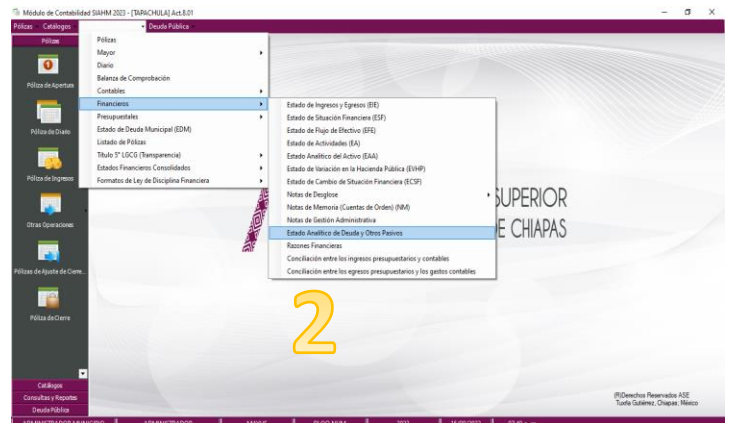 Módulo de Contabilidad SIAHM 2023 - [TAPACHULA] Act.8.01
Pólizas Catálogos Deuda Pública
Pólizas
Póliza de Apertura
Póliza de Diario
Póliza de Ingresos
Otras Operaciones
Pólizas de Ajuste de Cierre...
Póliza de Cierre
Catálogos
Consultas y Reportes
Deuda Pública
Pólizas
Mayor
Diario
Balanza de Comprobación
Contables
Financieros
Presupuestales
Estado de Deuda Municipal (EDM)
Listado de Pólizas
Título 5° LGCG (Transparencia)
Estados Financieros Consolidados
Formatos de Ley de Disciplina Financiera
Estado de Ingresos y Egresos (EIE)
Estado de Situación Financiera (ESF)
Estado de Flujo de Efectivo (EFE)
Estado de Actividades (EA)
Estado Analítico del Activo (EAA)
Estado de Variación en la Hacienda Pública (EVHP)
Estado de Cambio de Situación Financiera (ECSF)
Notas de Desglose
Notas de Memoria (Cuentas de Orden) (NM)
Notas de Gestión Administrativa
Estado Analítico de Deuda y Otros Pasivos
Razones Financieras
Conciliación entre los ingresos presupuestarios y contables
Conciliación entre los egresos presupuestarios y los gastos contables
SUPERIOR
E CHIAPAS
2
(R)Derechos Reservados ASE
Tuxtla Gutiérrez, Chiapas; México